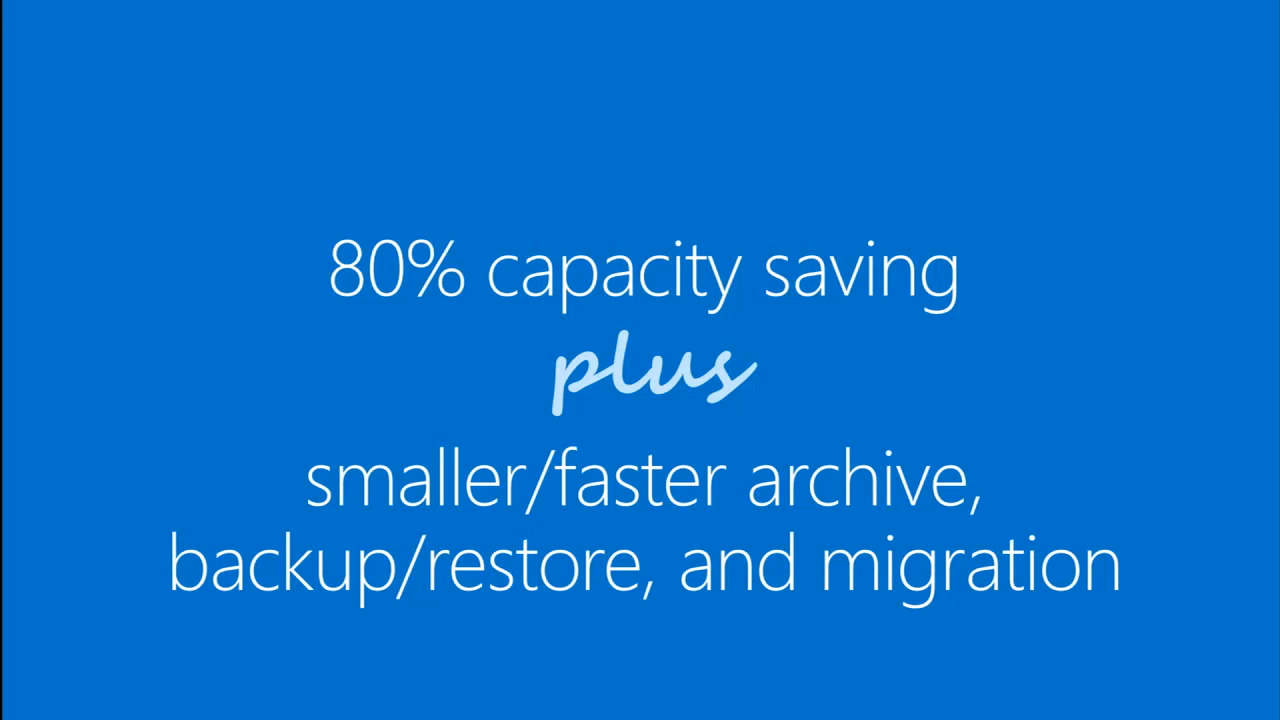 80% capacity saving
plus
smaller/faster archive,
backup/restore, and migration